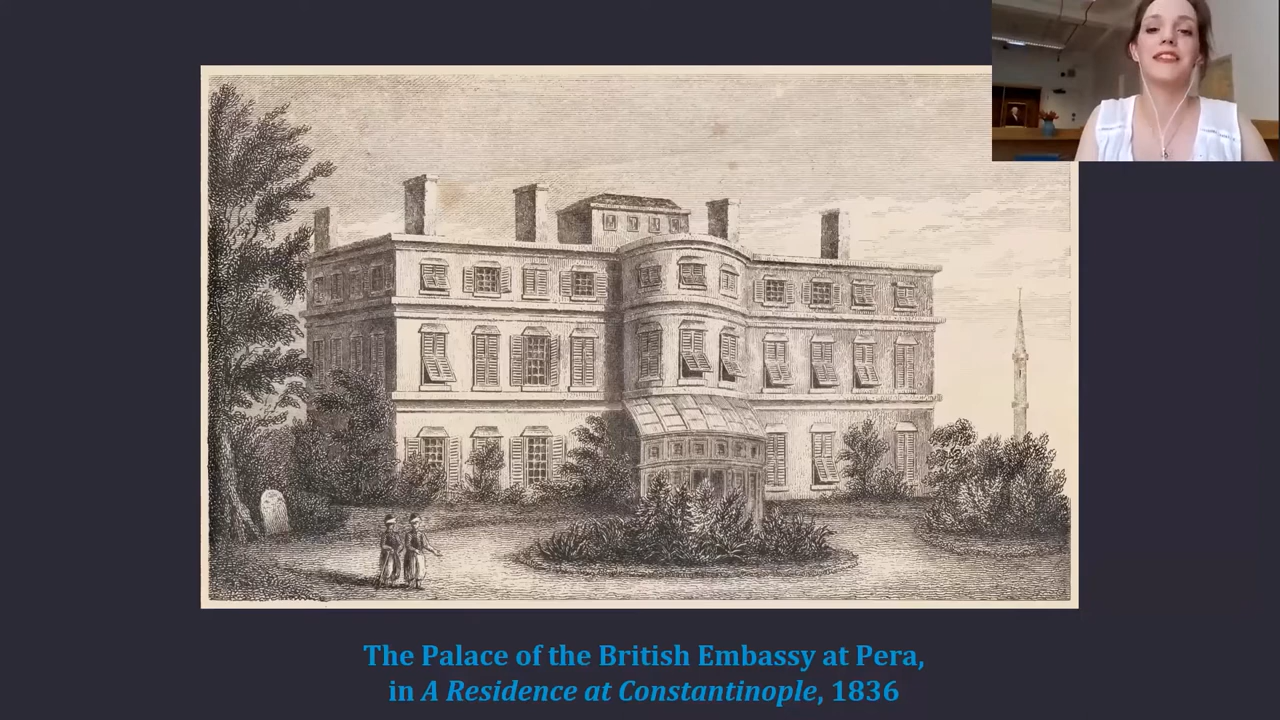 The Palace of the British Embassy at Pera,
in A Residence at Constantinople, 1836